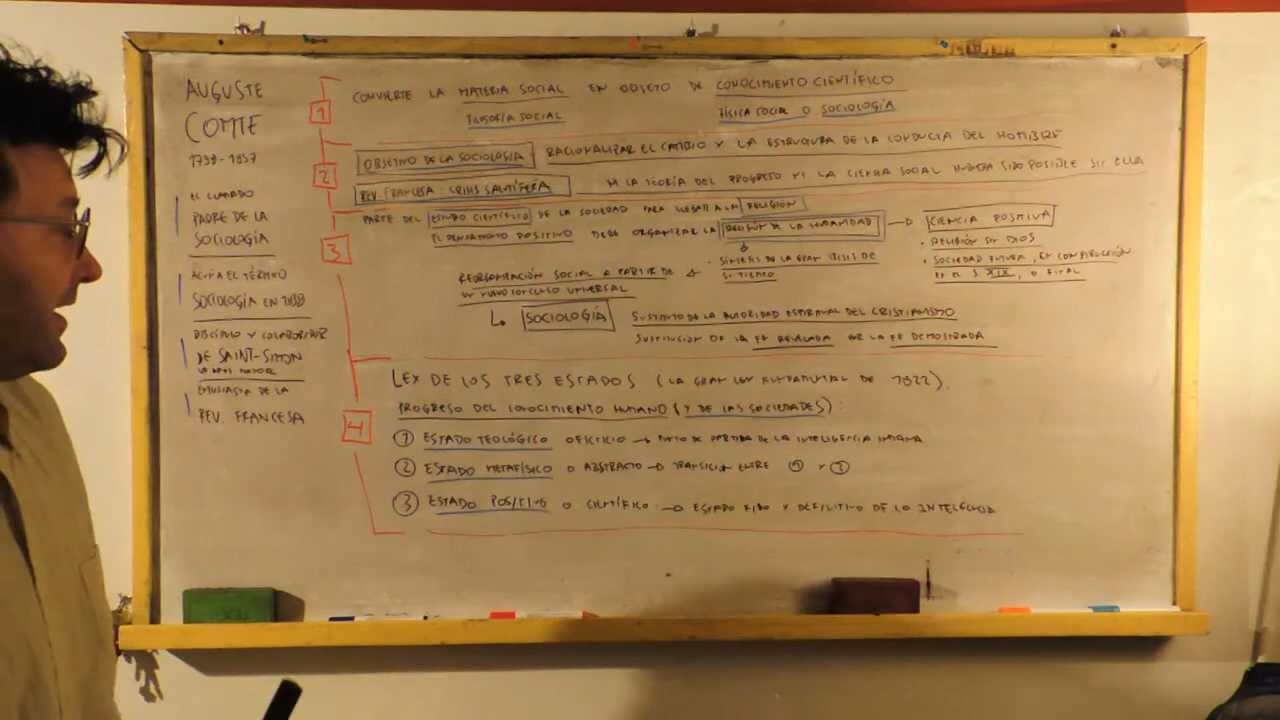 AUGUSTE
COMTE
1798-1857
EL LLAMADO
PADRE DE LA
SOCIOLOGÍA
ACUÑA EL TÉRMINO
SOCIOLOGÍA EN 1838
DISCÍPULO Y COLABORADOR
DE SAINT-SIMON
ENTUSIASTA DE LA
REV. FRANCESA
1
CONVIERTE LA MATERIA SOCIAL EN OBJETO DE CONOCIMIENTO CIENTÍFICO
FILOSOFÍA SOCIAL
FÍSICA SOCIAL O SOCIOLOGÍA
2
OBJETIVO DE LA SOCIOLOGÍA RACIONALIZAR EL CAMBIO Y LA ESTRUCTURA DE LA CONDUCTA DEL HOMBRE
REV FRANCESA: CRISIS SALUTÍFERA NI LA TEORÍA DEL PROGRESO NI LA CIENCIA SOCIAL HUBIERA SIDO POSIBLE SIN ELLA
3
PARTE DEL ESTUDIO CIENTÍFICO DE LA SOCIEDAD PARA LLEGAR A LA RELIGIÓN
EL PENSAMIENTO POSITIVO DEBE ORGANIZAR LA RELIGIÓN DE LA HUMANIDAD → CIENCIA POSITIVA
• RELIGIÓN SIN DIOS
• SOCIEDAD FUTURA, EN CONSTRUCCIÓN
EN EL S. XIX, O FINAL
• SÍNTESIS DE LA GRAN CRISIS DE
SU TIEMPO
REORGANIZACIÓN SOCIAL A PARTIR DE
UN NUEVO CONSENSO UNIVERSAL
SOCIOLOGÍA SUSTITUTO DE LA AUTORIDAD ESPIRITUAL DEL CRISTIANISMO
SUSTITUCIÓN DE LA FE REVELADA POR LA FE DEMOSTRADA
4
LEY DE LOS TRES ESTADOS (LA GRAN LEY FUNDAMENTAL DE 1822).
PROGRESO DEL CONOCIMIENTO HUMANO (Y DE LAS SOCIEDADES):
1 ESTADO TEOLÓGICO O FICTICIO → PUNTO DE PARTIDA DE LA INTELIGENCIA HUMANA
2 ESTADO METAFÍSICO O ABSTRACTO → TRANSICIÓN ENTRE
3 ESTADO POSITIVO O CIENTÍFICO → ESTADO FIJO Y DEFINITIVO DE LO INTELIGENCIA